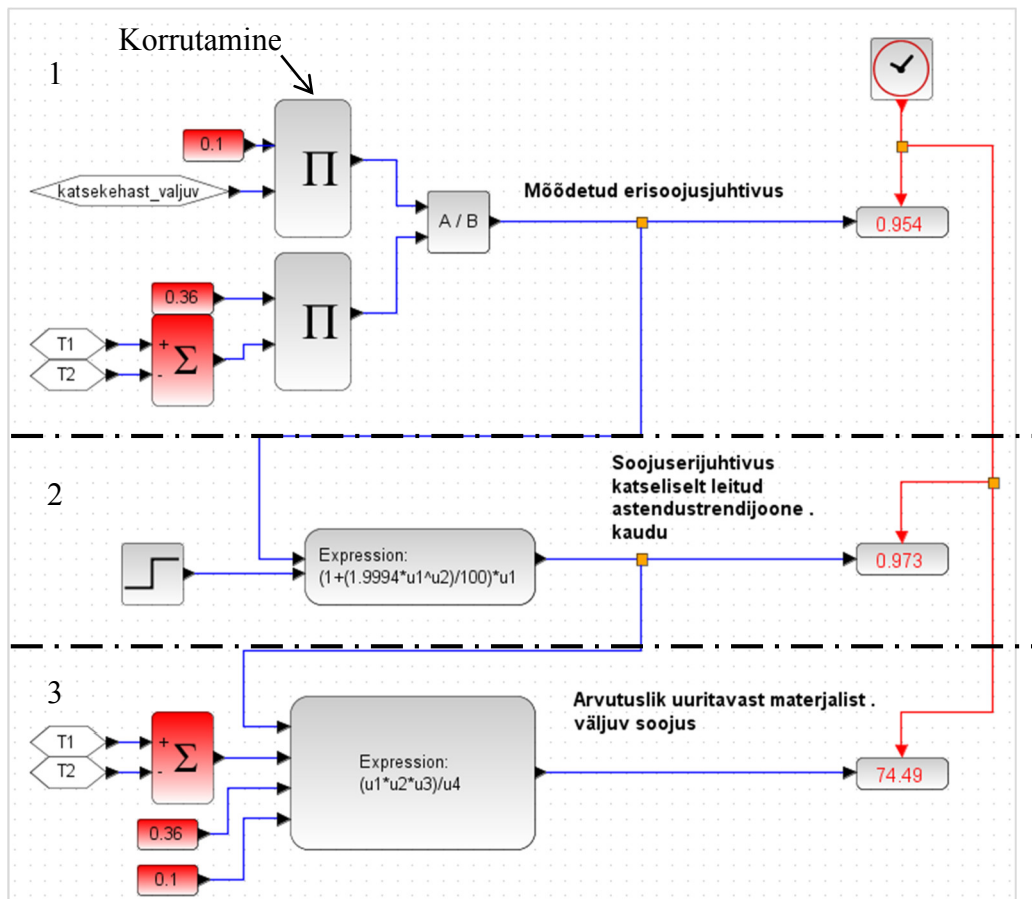 Korrutamine
1
0.1
Π
katsekehast_valjuv
A / B
Mõõdetud erisoojusjuhtivus
0.954
0.36
Π
T1
+
Σ
T2
-
2
Soojuserijuhtivus
katseliselt leitud
astendustrendijoone .
kaudu
Expression:
(1+(1.9994*u1^u2)/100)*u1
0.973
3
Arvutuslik uuritavast materjalist .
väljuv soojus
T1
+
Σ
T2
-
Expression:
(u1*u2*u3)/u4
74.49
0.36
0.1